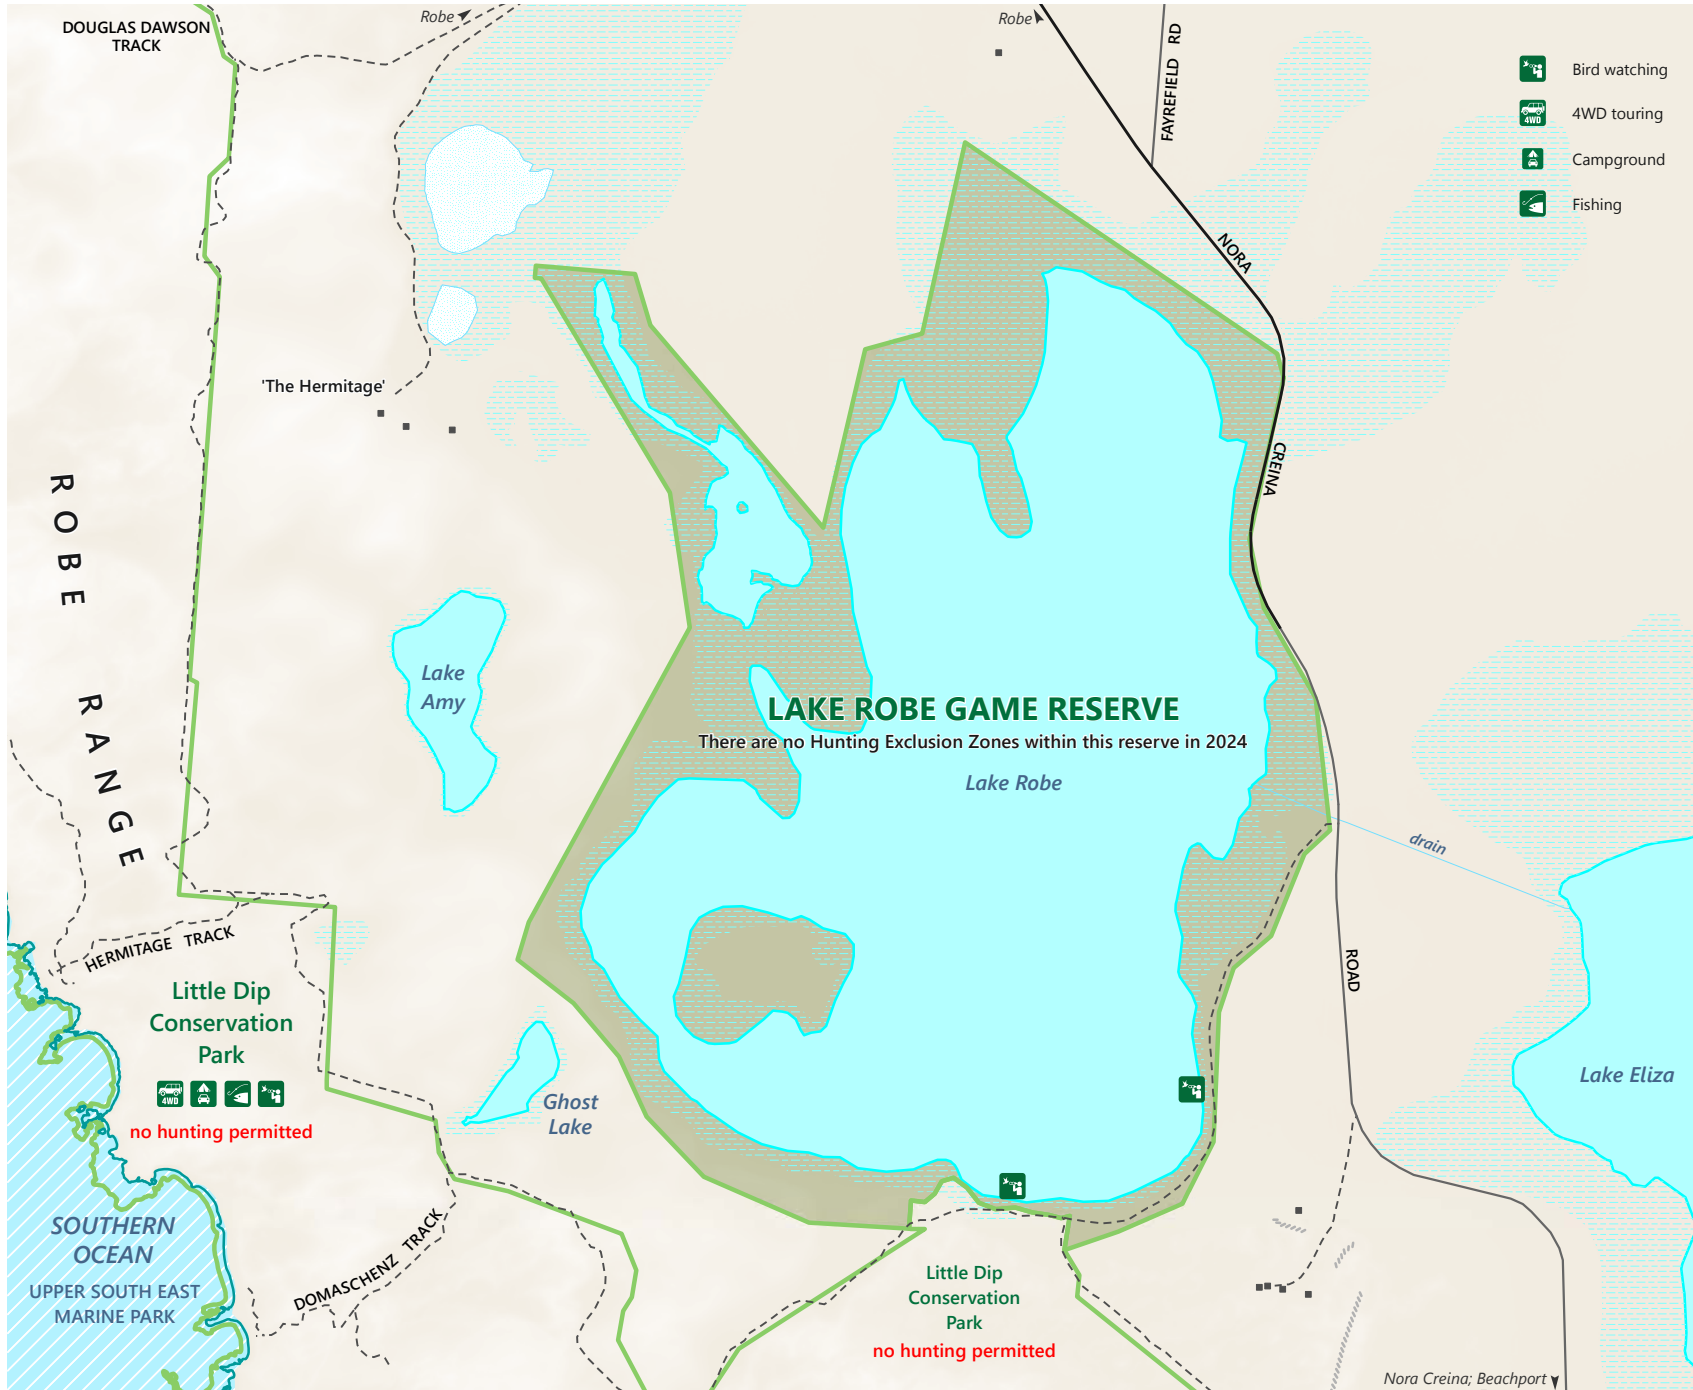 DOUGLAS DAWSON
TRACK
Robe
Robe
FAYREFIELD RD
Bird watching
4WD touring
Campground
Fishing
NORA
'The Hermitage'
CREINA
ROBE
RANGE
Lake
Amy
LAKE ROBE GAME RESERVE
There are no Hunting Exclusion Zones within this reserve in 2024
Lake Robe
drain
HERMITAGE TRACK
ROAD
Little Dip
Conservation
Park
4WD
no hunting permitted
Ghost
Lake
Lake Eliza
SOUTHERN
OCEAN
UPPER SOUTH EAST
MARINE PARK
DOMASCHENZ TRACK
Little Dip
Conservation
Park
no hunting permitted
Nora Creina; Beachport
4WD